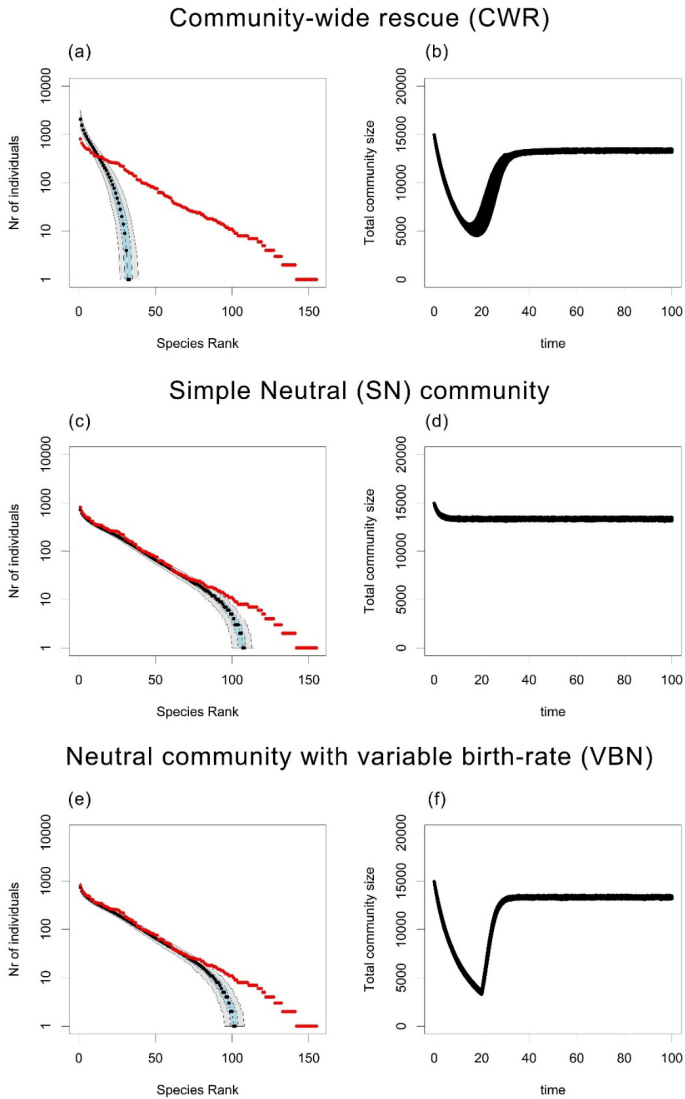 Community-wide rescue (CWR)
(a)
(b)
Nr of individuals
10000
1000
100
10
1
0
50
100
150
Species Rank
Total community size
20000
15000
10000
5000
0
0
20
40
60
80
100
time
Simple Neutral (SN) community
(c)
(d)
Nr of individuals
10000
1000
100
10
1
0
50
100
150
Species Rank
Total community size
20000
15000
10000
5000
0
0
20
40
60
80
100
time
Neutral community with variable birth-rate (VBN)
(e)
(f)
Nr of individuals
10000
1000
100
10
1
0
50
100
150
Species Rank
Total community size
20000
15000
10000
5000
0
0
20
40
60
80
100
time